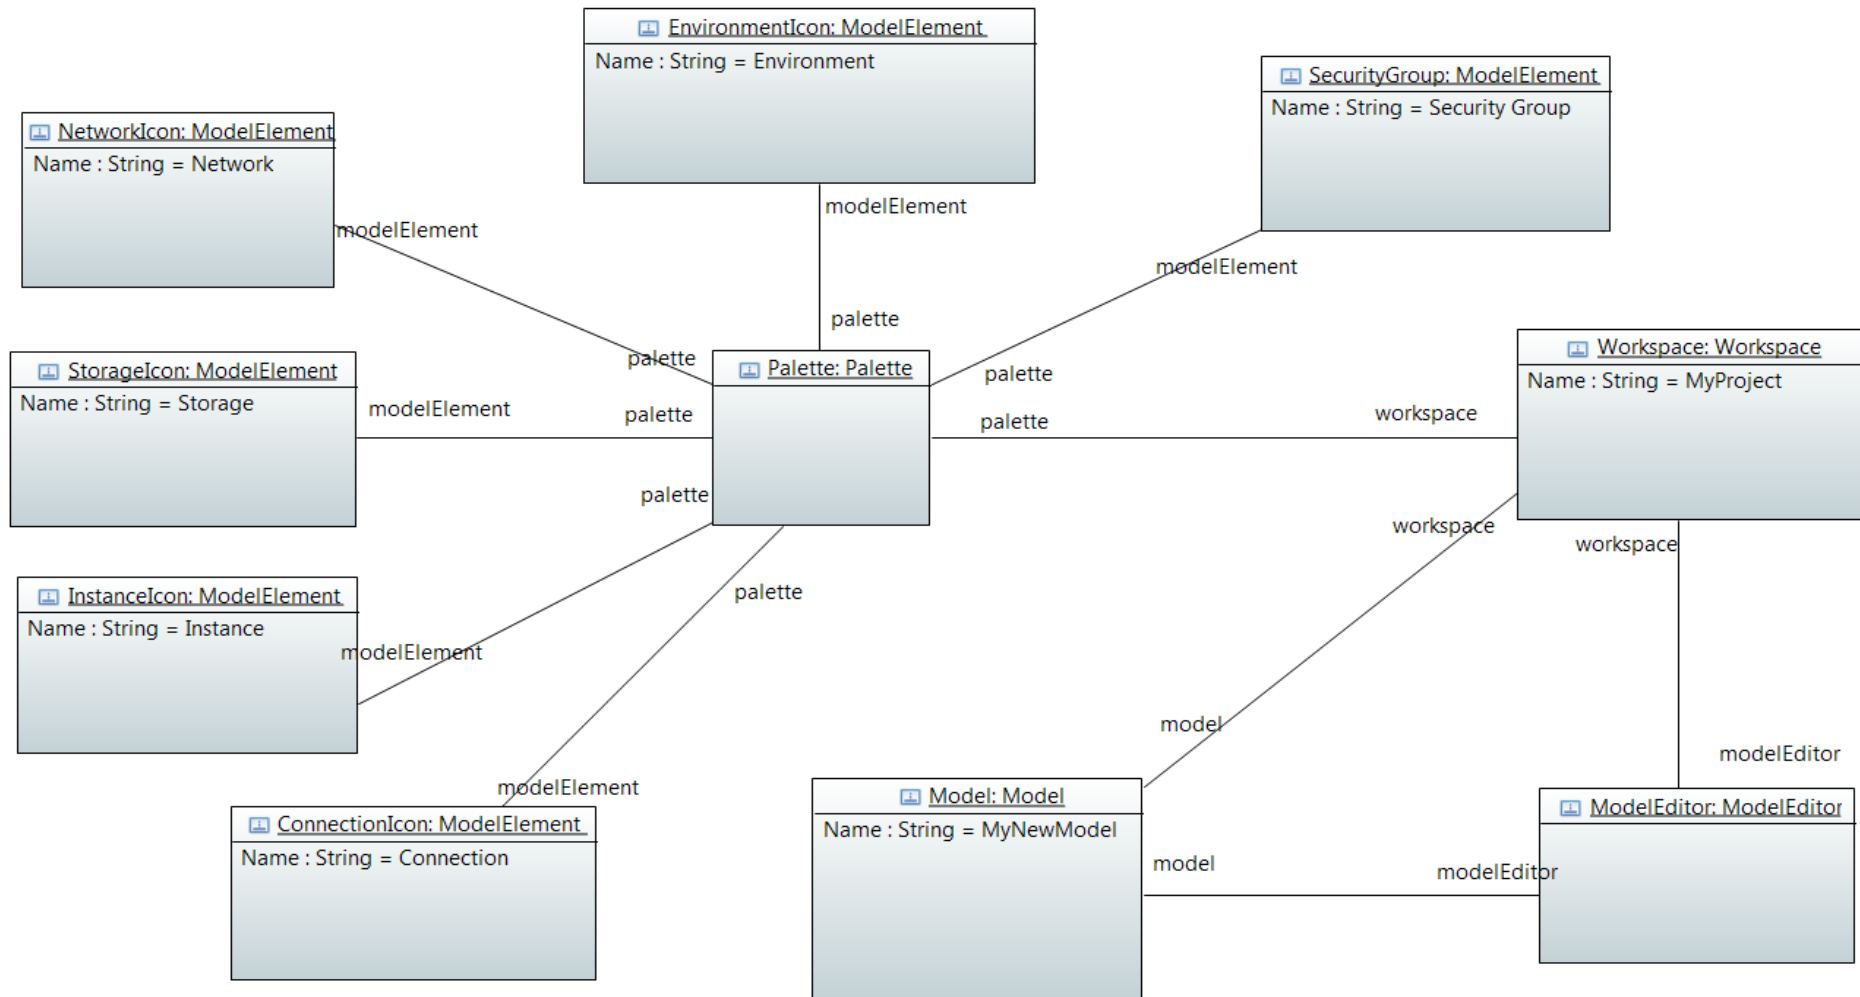 EnvironmentIcon: ModelElement
Name : String = Environment
SecurityGroup: ModelElement
Name : String = Security Group
NetworkIcon: ModelElement
Name : String = Network
modelElement
modelElement
modelElement
palette
palette
palette
StorageIcon: ModelElement
Name : String = Storage
modelElement
palette
Palette: Palette
palette
workspace
Workspace: Workspace
Name : String = MyProject
palette
workspace
workspace
InstanceIcon: ModelElement
Name : String = Instance
modelElement
palette
model
modelEditor
modelElement
ConnectionIcon: ModelElement
Name : String = Connection
Model: Model
Name : String = MyNewModel
model
modelEditor
ModelEditor: ModelEditor